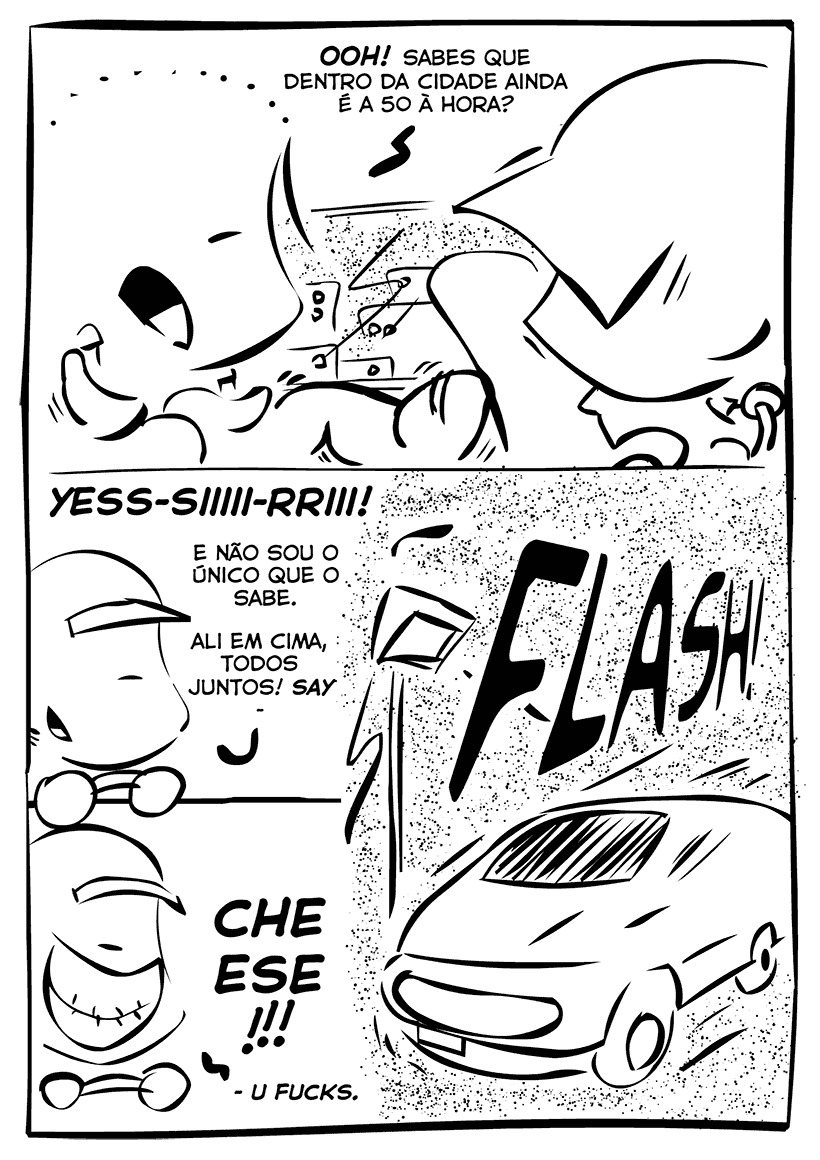 OOH! SABES QUE
DENTRO DA CIDADE AINDA
É A 50 À HORA?
YESS-SIIIII-RRIII!
E NÃO SOU O
ÚNICO QUE O
SABE.
ALI EM CIMA,
TODOS
JUNTOS! SAY
-
FLASH!
CHE
ESE
!!!
- U FUCKS.